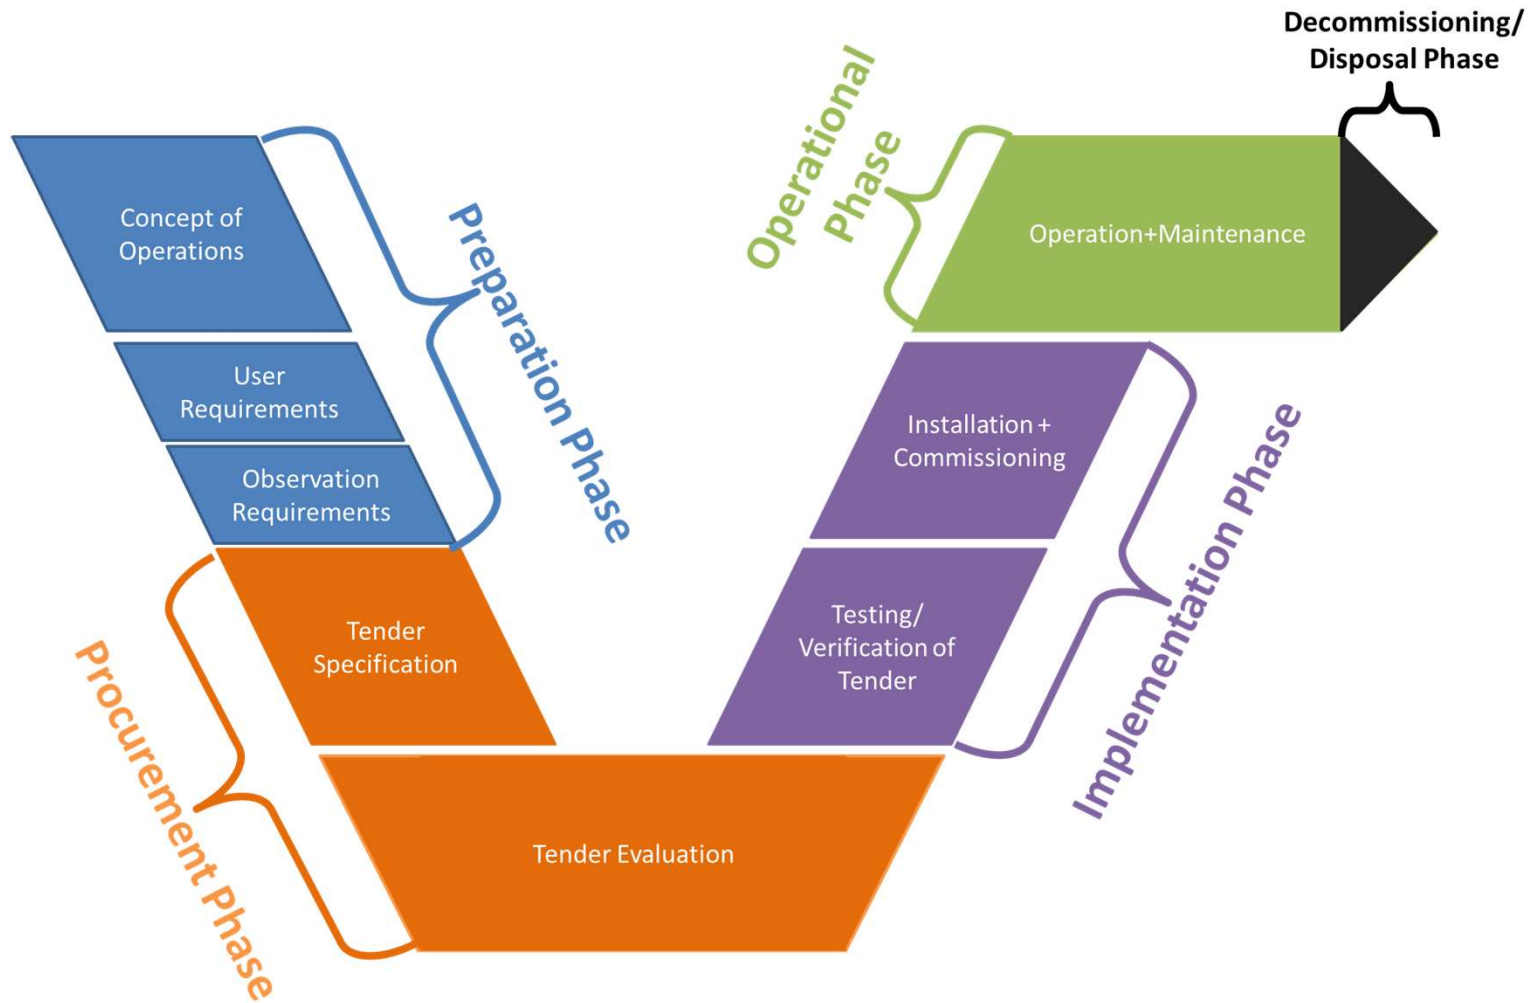 Decommissioning/
Disposal Phase
Operational
Phase
Concept of
Operations
Operation+Maintenance
Preparation Phase
User
Requirements
Observation
Requirements
Installation +
Commissioning
Implementation Phase
Tender
Specification
Testing/
Verification of
Tender
Procurement Phase
Tender Evaluation